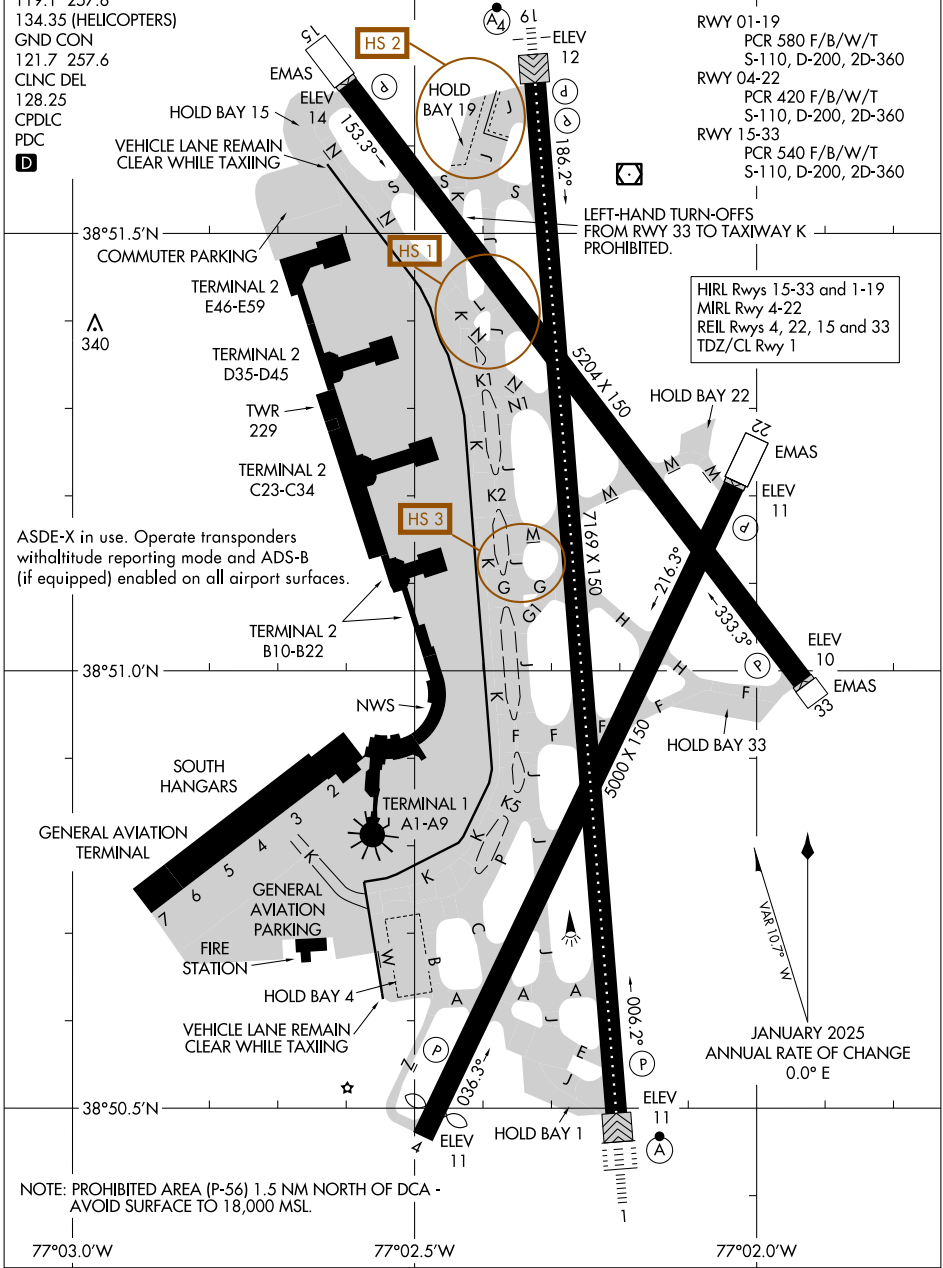 119.1 257.6
134.35 (HELICOPTERS)
GND CON
121.7 257.6
CLNC DEL
128.25
CPDLC
PDC
D
RWY 01-19
PCR 580 F/B/W/T
S-110, D-200, 2D-360
RWY 04-22
PCR 420 F/B/W/T
S-110, D-200, 2D-360
RWY 15-33
PCR 540 F/B/W/T
S-110, D-200, 2D-360
A4
19
ELEV
12
15
EMAS
ELEV
14
P
HS 2
HOLD
BAY 19
J
J
P
P
HOLD BAY 15
VEHICLE LANE REMAIN
CLEAR WHILE TAXIING
153.3°
186.2°
N
S
S
K
S
N
J
LEFT-HAND TURN-OFFS
FROM RWY 33 TO TAXIWAY K
PROHIBITED.
38°51.5'N
COMMUTER PARKING
HS 1
TERMINAL 2
E46-E59
HIRL Rwys 15-33 and 1-19
MIRL Rwy 4-22
REIL Rwys 4, 22, 15 and 33
TDZ/CL Rwy 1
340
L
K
N
J
TERMINAL 2
D35-D45
5204 X 150
K1
N
N1
HOLD BAY 22
22
TWR
229
EMAS
K
J
M
M
M
TERMINAL 2
C23-C34
ELEV
11
K2
HS 3
7169 X 150
P
ASDE-X in use. Operate transponders
withaltitude reporting mode and ADS-B
(if equipped) enabled on all airport surfaces.
M
K
J
G
G
G1
216.3°
333.3°
H
TERMINAL 2
B10-B22
ELEV
10
P
EMAS
33
38°51.0'N
J
K
H
F
F
NWS
F
F
F
HOLD BAY 33
SOUTH
HANGARS
J
5000 X 150
2
3
4
5
6
7
K5
TERMINAL 1
A1-A9
K
P
J
GENERAL AVIATION
TERMINAL
K
K
GENERAL
AVIATION
PARKING
VAR 10.7° W
FIRE
STATION
C
J
W
B
HOLD BAY 4
A
A
A
J
006.2°
VEHICLE LANE REMAIN
CLEAR WHILE TAXIING
JANUARY 2025
ANNUAL RATE OF CHANGE
0.0° E
Z
P
036.3°
E
J
P
38°50.5'N
4
ELEV
11
HOLD BAY 1
ELEV
11
A
1
NOTE: PROHIBITED AREA (P-56) 1.5 NM NORTH OF DCA -
AVOID SURFACE TO 18,000 MSL.
77°03.0'W
77°02.5'W
77°02.0'W